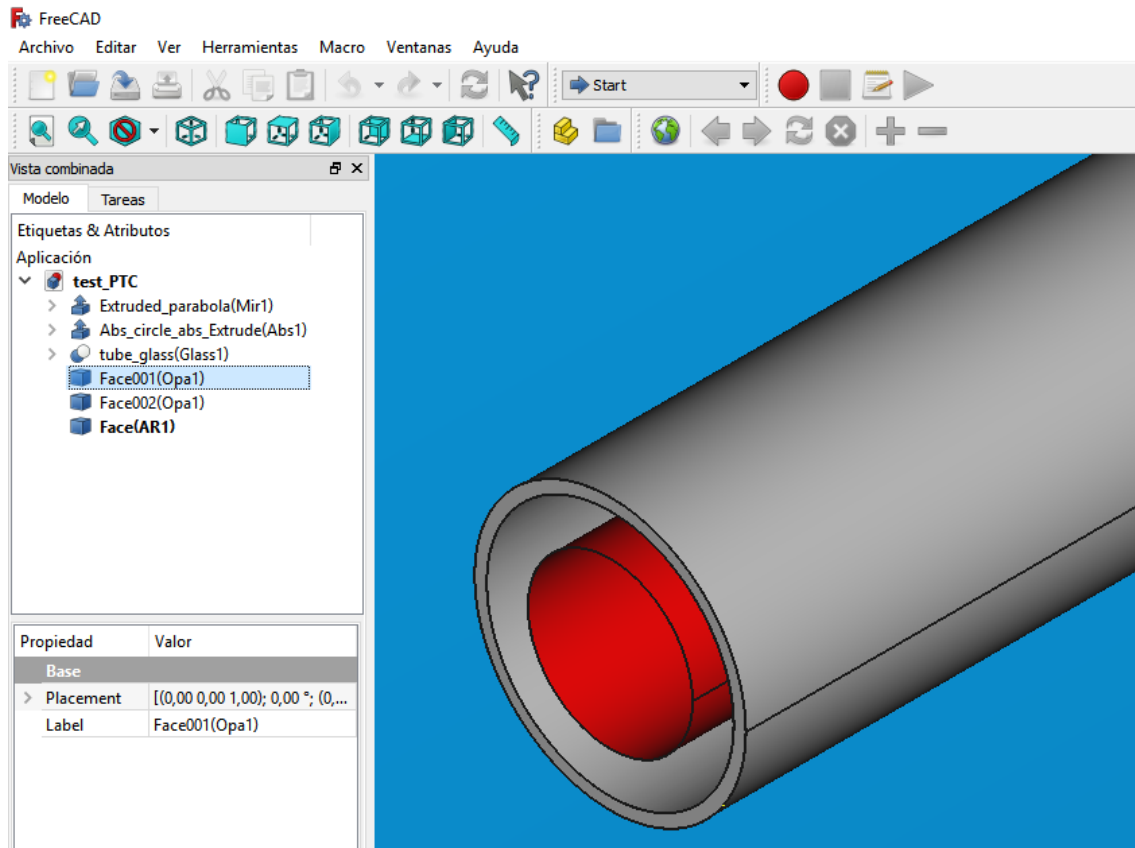 FreeCAD
Archivo Editar Ver Herramientas Macro Ventanas Ayuda
Start
Vista combinada
Modelo Tareas
Etiquetas & Atributos
Aplicación
test_PTC
Extruded_parabola(Mir1)
Abs_circle_abs_Extrude(Abs1)
tube_glass(Glass1)
Face001(Opa1)
Face002(Opa1)
Face(AR1)
Propiedad Valor
Base
Placement [(0,00 0,00 1,00); 0,00 °; (0,...
Label Face001(Opa1)